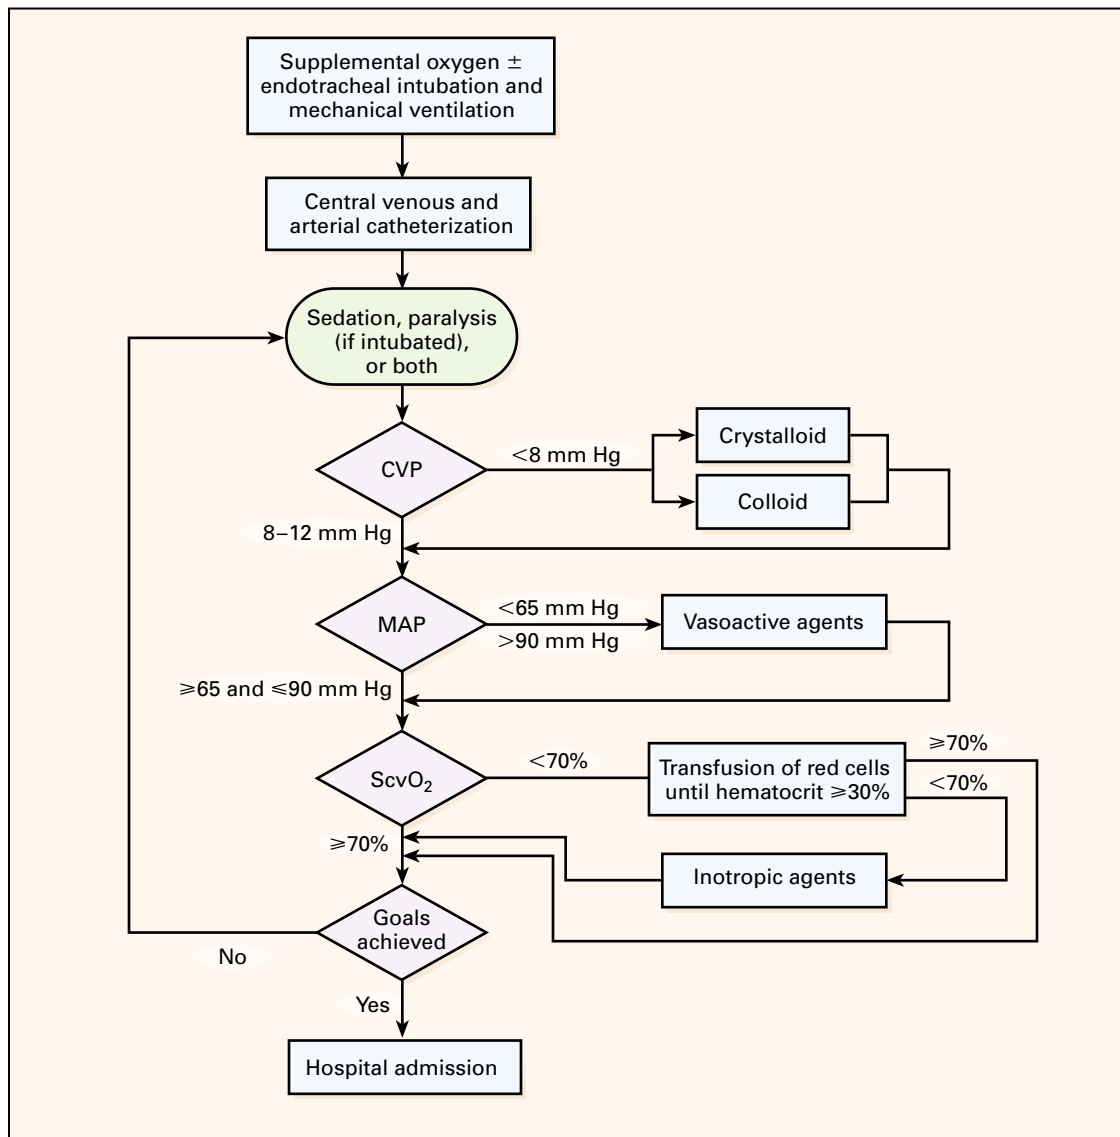 Supplemental oxygen ±
endotracheal intubation and
mechanical ventilation
Central venous and
arterial catheterization
Sedation, paralysis
(if intubated),
or both
CVP
<8 mm Hg
Crystalloid
Colloid
8–12 mm Hg
MAP
<65 mm Hg
>90 mm Hg
Vasoactive agents
≥65 and ≤90 mm Hg
ScvO₂
<70%
Transfusion of red cells
until hematocrit ≥30%
≥70%
<70%
≥70%
Inotropic agents
Goals
achieved
No
Yes
Hospital admission